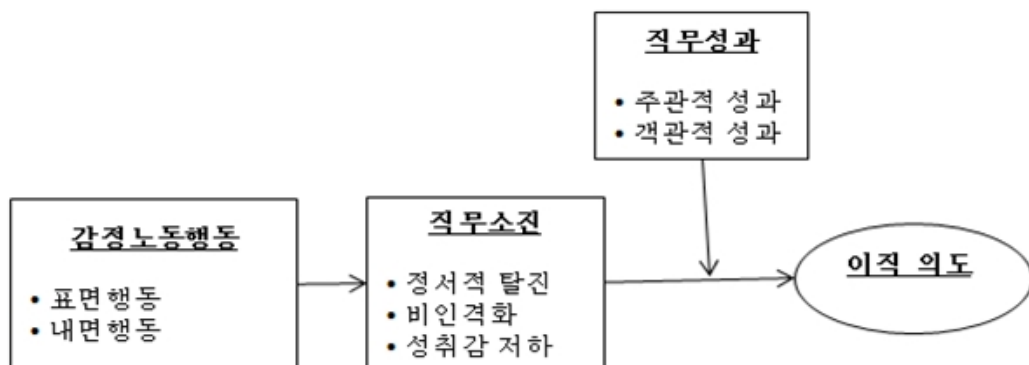 직무성과
• 주관적 성과
• 객관적 성과
감정노동행동
• 표면행동
• 내면행동
직무소진
• 정서적 탈진
• 비인격화
• 성취감 저하
이직 의도